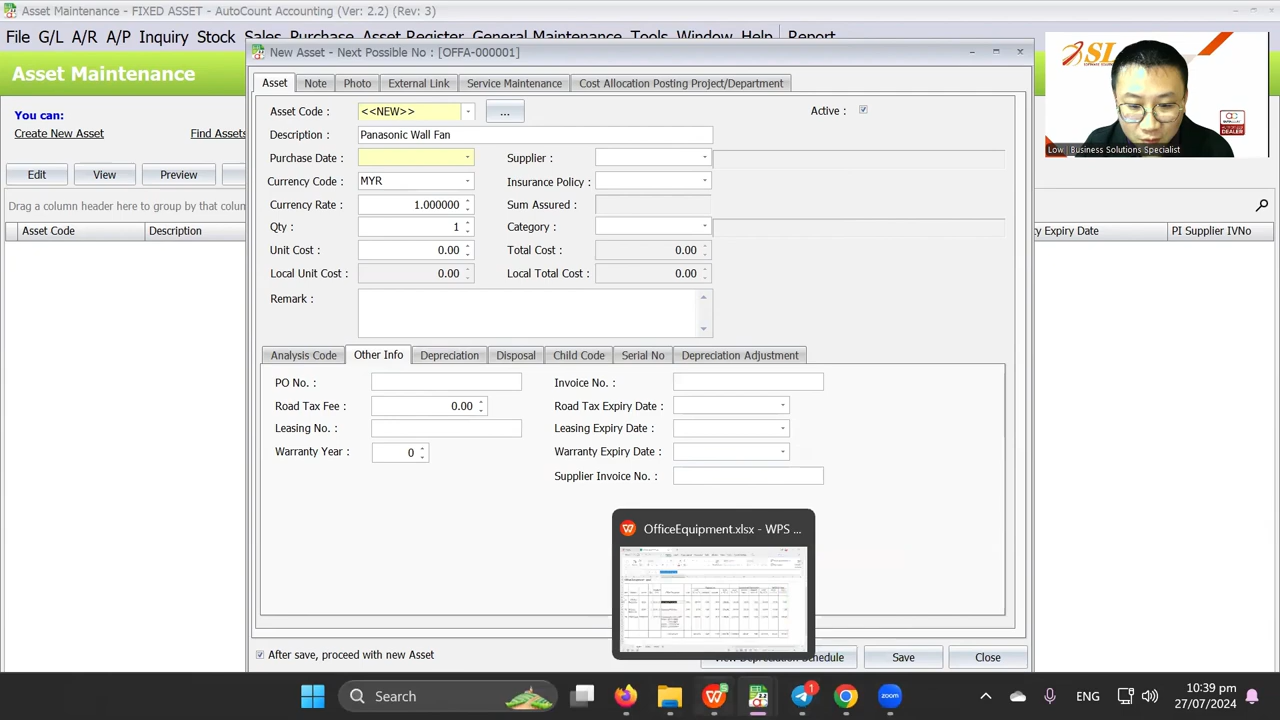 Asset Maintenance - FIXED ASSET - AutoCount Accounting (Ver: 2.2) (Rev: 3)
File G/L A/R A/P Inquiry Stock Sales Purchase Asset Register General Maintenance Tools Window Help Report
Asset Maintenance
You can:
Create New Asset Find Assets
Edit View Preview
Drag a column header here to group by that colum
Asset Code Description
y Expiry Date PI Supplier IVNo
New Asset - Next Possible No : [OFFA-000001]
Asset Note Photo External Link Service Maintenance Cost Allocation Posting Project/Department
Asset Code : <<NEW>> ... Active :
Description : Panasonic Wall Fan
Purchase Date : Supplier :
Currency Code : MYR Insurance Policy :
Currency Rate : 1.000000 Sum Assured :
Qty : 1 Category :
Unit Cost : 0.00 Total Cost : 0.00
Local Unit Cost : 0.00 Local Total Cost : 0.00
Remark :
Analysis Code Other Info Depreciation Disposal Child Code Serial No Depreciation Adjustment
PO No. : Invoice No. :
Road Tax Fee : 0.00 Road Tax Expiry Date :
Leasing No. : Leasing Expiry Date :
Warranty Year : 0 Warranty Expiry Date :
Supplier Invoice No. :
OfficeEquipment.xlsx - WPS ...
After save, proceed with new Asset
View Depreciation Schedule Save Close
SL
DEALER
Low | Business Solutions Specialist
Search
zoom
1
ENG
10:39 pm
27/07/2024